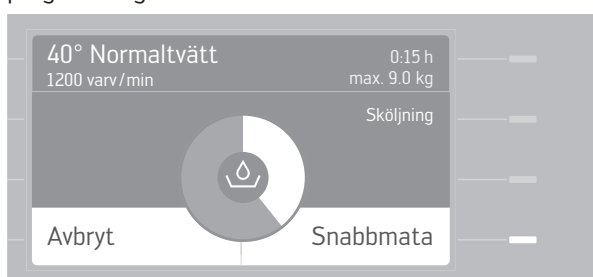 40° Normaltvätt
1200 varv/min
0:15 h
max. 9.0 kg
Sköljning
Avbryt
Snabbmata